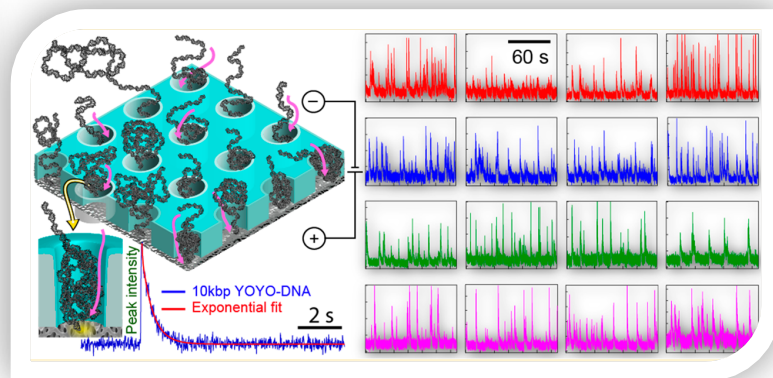 60 s
−
+
Peak intensity
10kbp YOYO-DNA
Exponential fit
2 s